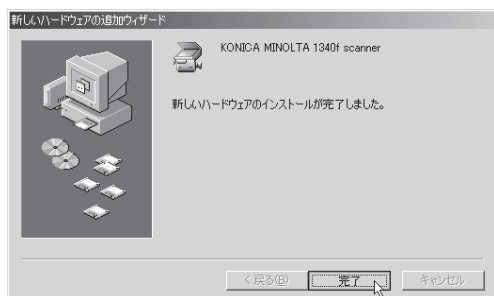 新しいハードウェアの追加ウィザード
KONICA MINOLTA 1340f scanner
新しいハードウェアのインストールが完了しました。
< 戻る(B)
完了
キャンセル